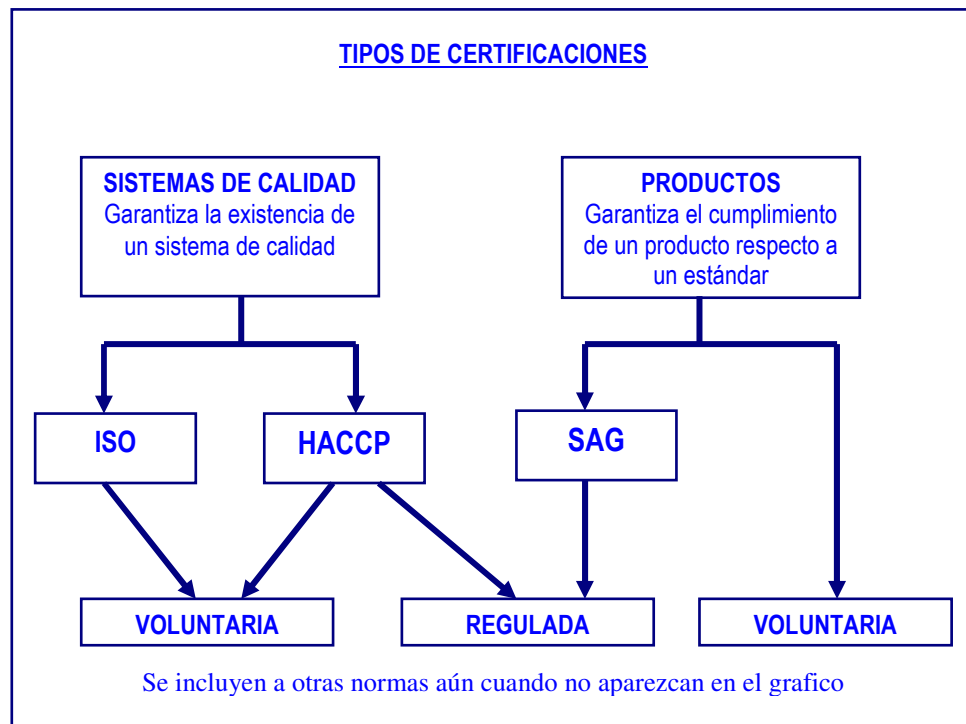 TIPOS DE CERTIFICACIONES
SISTEMAS DE CALIDAD
Garantiza la existencia de
un sistema de calidad
PRODUCTOS
Garantiza el cumplimiento
de un producto respecto a
un estándar
ISO
HACCP
SAG
VOLUNTARIA
REGULADA
VOLUNTARIA
Se incluyen a otras normas aún cuando no aparezcan en el grafico